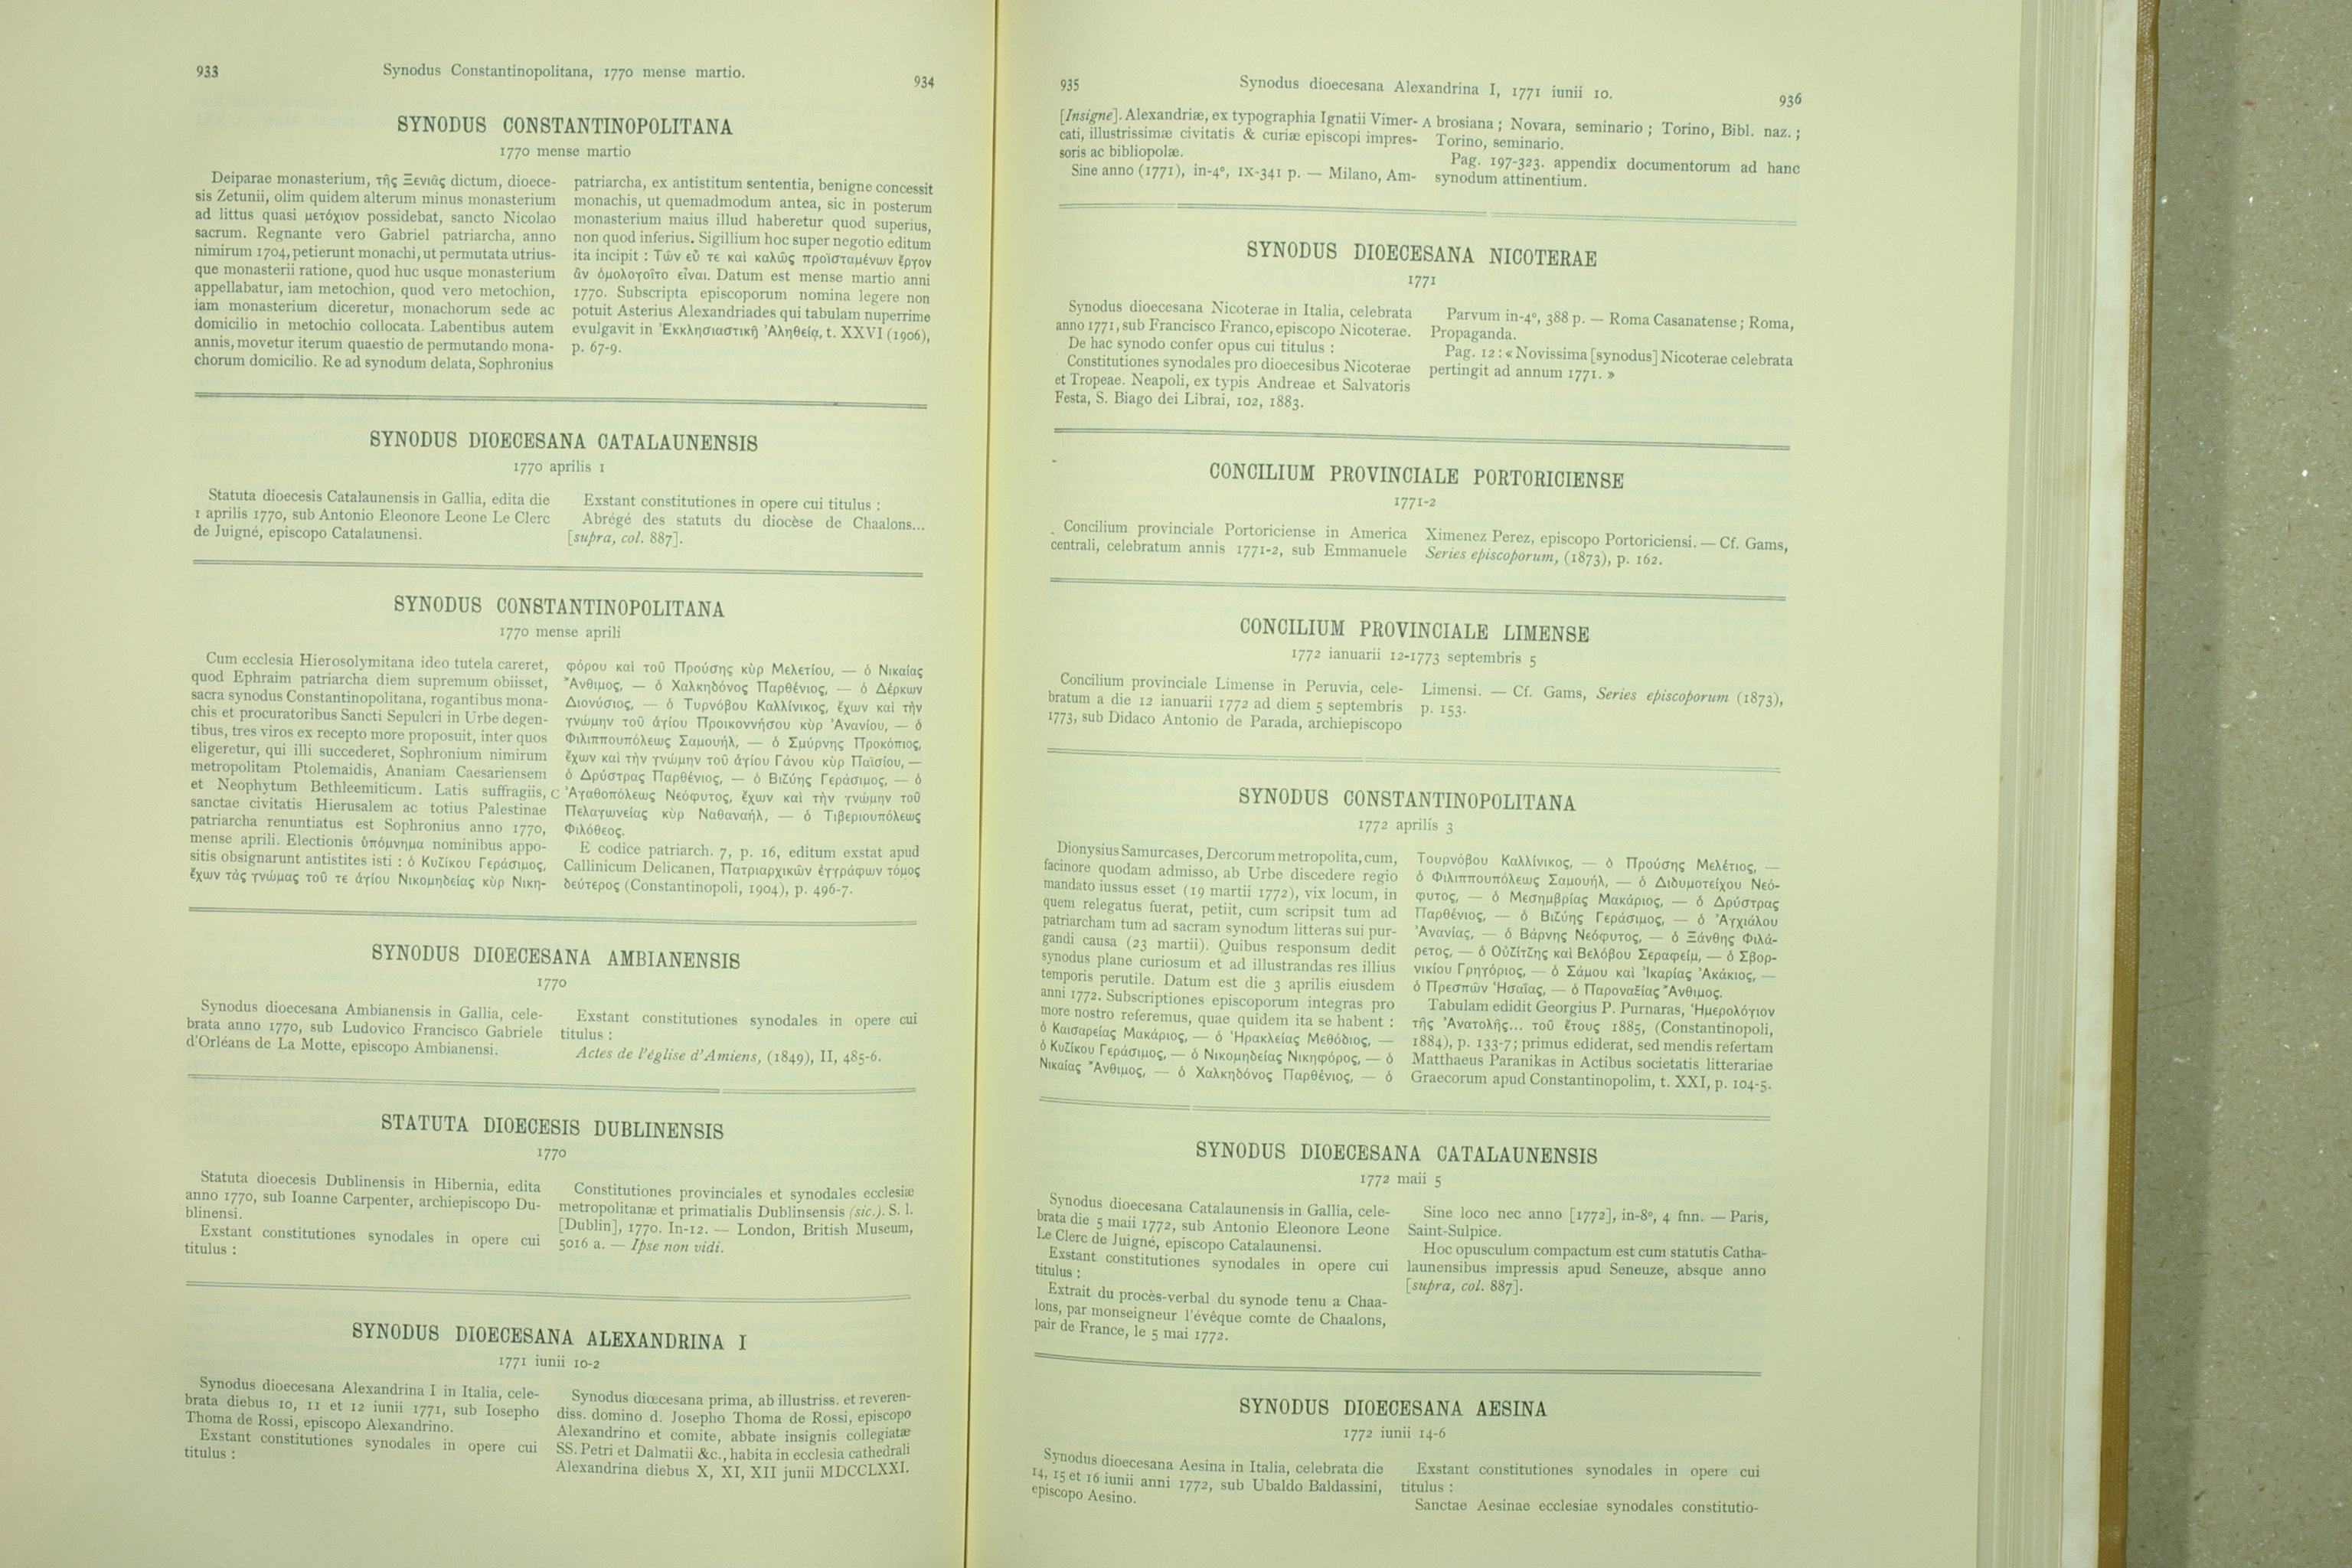 933
Synodus Constantinopolitana, 1770 mense martio.
934
SYNODUS CONSTANTINOPOLITANA
1770 mense martio
Deiparae monasterium, τῆς Ξενιᾶς dictum, dioece-
sis Zetunii, olim quidem alterum minus monasterium
ad littus quasi μετόχιον possidebat, sancto Nicolao
sacrum. Regnante vero Gabriel patriarcha, anno
nimirum 1704, petierunt monachi, ut permutata utrius-
que monasterii ratione, quod huc usque monasterium
appellabatur, iam metochion, quod vero metochion,
iam monasterium diceretur, monachorum sede ac
domicilio in metochio collocata. Labentibus autem
annis, movetur iterum quaestio de permutando mona-
chorum domicilio. Re ad synodum delata, Sophronius
patriarcha, ex antistitum sententia, benigne concessit
monachis, ut quemadmodum antea, sic in posterum
monasterium maius illud haberetur quod superius,
non quod inferius. Sigillium hoc super negotio editum
ita incipit : Τῶν εὖ τε καὶ καλῶς προϊσταμένων ἔργον
ἂν ὁμολογοῖτο εἶναι. Datum est mense martio anni
1770. Subscripta episcoporum nomina legere non
potuit Asterius Alexandriades qui tabulam nuperrime
evulgavit in Ἐκκλησιαστικῇ Ἀληθείᾳ, t. XXVI (1906),
p. 67-9.
SYNODUS DIOECESANA CATALAUNENSIS
1770 aprilis 1
Statuta dioecesis Catalaunensis in Gallia, edita die
1 aprilis 1770, sub Antonio Eleonore Leone Le Clerc
de Juigné, episcopo Catalaunensi.
Exstant constitutiones in opere cui titulus :
Abrégé des statuts du diocèse de Chaalons...
[supra, col. 887].
SYNODUS CONSTANTINOPOLITANA
1770 mense aprili
Cum ecclesia Hierosolymitana ideo tutela careret,
quod Ephraim patriarcha diem supremum obiisset,
sacra synodus Constantinopolitana, rogantibus mona-
chis et procuratoribus Sancti Sepulcri in Urbe degen-
tibus, tres viros ex recepto more proposuit, inter quos
eligeretur, qui illi succederet, Sophronium nimirum
metropolitam Ptolemaidis, Ananiam Caesariensem
et Neophytum Bethleemiticum. Latis suffragiis,
sanctae civitatis Hierusalem ac totius Palestinae
patriarcha renuntiatus est Sophronius anno 1770,
mense aprili. Electionis ὑπόμνημα nominibus appo-
sitis obsignarunt antistites isti : ὁ Κυζίκου Γεράσιμος,
ἔχων τὰς γνώμας τοῦ τε ἁγίου Νικομηδείας κὺρ Νικη-
φόρου καὶ τοῦ Προύσης κὺρ Μελετίου, — ὁ Νικαίας
Ἄνθιμος, — ὁ Χαλκηδόνος Παρθένιος, — ὁ Δέρκων
Διονύσιος, — ὁ Τυρνόβου Καλλίνικος, ἔχων καὶ τὴν
γνώμην τοῦ ἁγίου Προικοννήσου κὺρ Ἀνανίου, — ὁ
Φιλιππουπόλεως Σαμουήλ, — ὁ Σμύρνης Προκόπιος,
ἔχων καὶ τὴν γνώμην τοῦ ἁγίου Γάνου κὺρ Παϊσίου, —
ὁ Δρύστρας Παρθένιος, — ὁ Βιζύης Γεράσιμος, — ὁ
C Ἀγαθοπόλεως Νεόφυτος, ἔχων καὶ τὴν γνώμην τοῦ
Πελαγωνείας κὺρ Ναθαναήλ, — ὁ Τιβεριουπόλεως
Φιλόθεος.
E codice patriarch. 7, p. 16, editum exstat apud
Callinicum Delicanen, Πατριαρχικῶν ἐγγράφων τόμος
δεύτερος (Constantinopoli, 1904), p. 496-7.
SYNODUS DIOECESANA AMBIANENSIS
1770
Synodus dioecesana Ambianensis in Gallia, cele-
brata anno 1770, sub Ludovico Francisco Gabriele
d'Orléans de La Motte, episcopo Ambianensi.
Exstant constitutiones synodales in opere cui
titulus :
Actes de l'église d'Amiens, (1849), II, 485-6.
STATUTA DIOECESIS DUBLINENSIS
1770
Statuta dioecesis Dublinensis in Hibernia, edita
anno 1770, sub Ioanne Carpenter, archiepiscopo Du-
blinensi.
Exstant constitutiones synodales in opere cui
titulus :
Constitutiones provinciales et synodales ecclesiæ
metropolitanæ et primatialis Dublinsensis (sic.). S. l.
[Dublin], 1770. In-12. — London, British Museum,
5016 a. — Ipse non vidi.
SYNODUS DIOECESANA ALEXANDRINA I
1771 iunii 10-2
Synodus dioecesana Alexandrina I in Italia, cele-
brata diebus 10, 11 et 12 iunii 1771, sub Iosepho
Thoma de Rossi, episcopo Alexandrino.
Exstant constitutiones synodales in opere cui
titulus :
Synodus diœcesana prima, ab illustriss. et reveren-
diss. domino d. Josepho Thoma de Rossi, episcopo
Alexandrino et comite, abbate insignis collegiatæ
SS. Petri et Dalmatii &c., habita in ecclesia cathedrali
Alexandrina diebus X, XI, XII junii MDCCLXXI.
935
Synodus dioecesana Alexandrina I, 1771 iunii 10.
936
[Insigne]. Alexandriæ, ex typographia Ignatii Vimer-
cati, illustrissimæ civitatis & curiæ episcopi impres-
soris ac bibliopolæ.
Sine anno (1771), in-4°, IX-341 p. — Milano, Am-
A brosiana ; Novara, seminario ; Torino, Bibl. naz. ;
Torino, seminario.
Pag. 197-323. appendix documentorum ad hanc
synodum attinentium.
SYNODUS DIOECESANA NICOTERAE
1771
Synodus dioecesana Nicoterae in Italia, celebrata
anno 1771, sub Francisco Franco, episcopo Nicoterae.
De hac synodo confer opus cui titulus :
Constitutiones synodales pro dioecesibus Nicoterae
et Tropeae. Neapoli, ex typis Andreae et Salvatoris
Festa, S. Biago dei Librai, 102, 1883.
Parvum in-4°, 388 p. — Roma Casanatense ; Roma,
Propaganda.
Pag. 12 : « Novissima [synodus] Nicoterae celebrata
pertingit ad annum 1771. »
CONCILIUM PROVINCIALE PORTORICIENSE
1771-2
Concilium provinciale Portoriciense in America
centrali, celebratum annis 1771-2, sub Emmanuele
Ximenez Perez, episcopo Portoriciensi. — Cf. Gams,
Series episcoporum, (1873), p. 162.
CONCILIUM PROVINCIALE LIMENSE
1772 ianuarii 12-1773 septembris 5
Concilium provinciale Limense in Peruvia, cele-
bratum a die 12 ianuarii 1772 ad diem 5 septembris
1773, sub Didaco Antonio de Parada, archiepiscopo
Limensi. — Cf. Gams, Series episcoporum (1873),
p. 153.
SYNODUS CONSTANTINOPOLITANA
1772 aprilis 3
Dionysius Samurcases, Dercorum metropolita, cum,
facinore quodam admisso, ab Urbe discedere regio
mandato iussus esset (19 martii 1772), vix locum, in
quem relegatus fuerat, petiit, cum scripsit tum ad
patriarcham tum ad sacram synodum litteras sui pur-
gandi causa (23 martii). Quibus responsum dedit
synodus plane curiosum et ad illustrandas res illius
temporis perutile. Datum est die 3 aprilis eiusdem
anni 1772. Subscriptiones episcoporum integras pro
more nostro referemus, quae quidem ita se habent :
ὁ Καισαρείας Μακάριος, — ὁ Ἡρακλείας Μεθόδιος, —
ὁ Κυζίκου Γεράσιμος, — ὁ Νικομηδείας Νικηφόρος, — ὁ
Νικαίας Ἄνθιμος, — ὁ Χαλκηδόνος Παρθένιος, — ὁ
Τουρνόβου Καλλίνικος, — ὁ Προύσης Μελέτιος, —
ὁ Φιλιππουπόλεως Σαμουήλ, — ὁ Διδυμοτείχου Νεό-
φυτος, — ὁ Μεσημβρίας Μακάριος, — ὁ Δρύστρας
Παρθένιος, — ὁ Βιζύης Γεράσιμος, — ὁ Ἀγχιάλου
Ἀνανίας, — ὁ Βάρνης Νεόφυτος, — ὁ Ξάνθης Φιλά-
ρετος, — ὁ Οὐζίτζης καὶ Βελόβου Σεραφείμ, — ὁ Σβορ-
νικίου Γρηγόριος, — ὁ Σάμου καὶ Ἰκαρίας Ἀκάκιος, —
ὁ Πρεσπῶν Ἡσαΐας, — ὁ Παροναξίας Ἄνθιμος.
Tabulam edidit Georgius P. Purnaras, Ἡμερολόγιον
τῆς Ἀνατολῆς... τοῦ ἔτους 1885, (Constantinopoli,
1884), p. 133-7 ; primus ediderat, sed mendis refertam
Matthaeus Paranikas in Actibus societatis litterariae
Graecorum apud Constantinopolim, t. XXI, p. 104-5.
SYNODUS DIOECESANA CATALAUNENSIS
1772 maii 5
Synodus dioecesana Catalaunensis in Gallia, cele-
brata die 5 maii 1772, sub Antonio Eleonore Leone
Le Clerc de Juigné, episcopo Catalaunensi.
Exstant constitutiones synodales in opere cui
titulus :
Extrait du procès-verbal du synode tenu a Chaa-
lons, par monseigneur l'évêque comte de Chaalons,
pair de France, le 5 mai 1772.
Sine loco nec anno [1772], in-8°, 4 fnn. — Paris,
Saint-Sulpice.
Hoc opusculum compactum est cum statutis Catha-
launensibus impressis apud Seneuze, absque anno
[supra, col. 887].
SYNODUS DIOECESANA AESINA
1772 iunii 14-6
Synodus dioecesana Aesina in Italia, celebrata die
14, 15 et 16 iunii anni 1772, sub Ubaldo Baldassini,
episcopo Aesino.
Exstant constitutiones synodales in opere cui
titulus :
Sanctae Aesinae ecclesiae synodales constitutio-